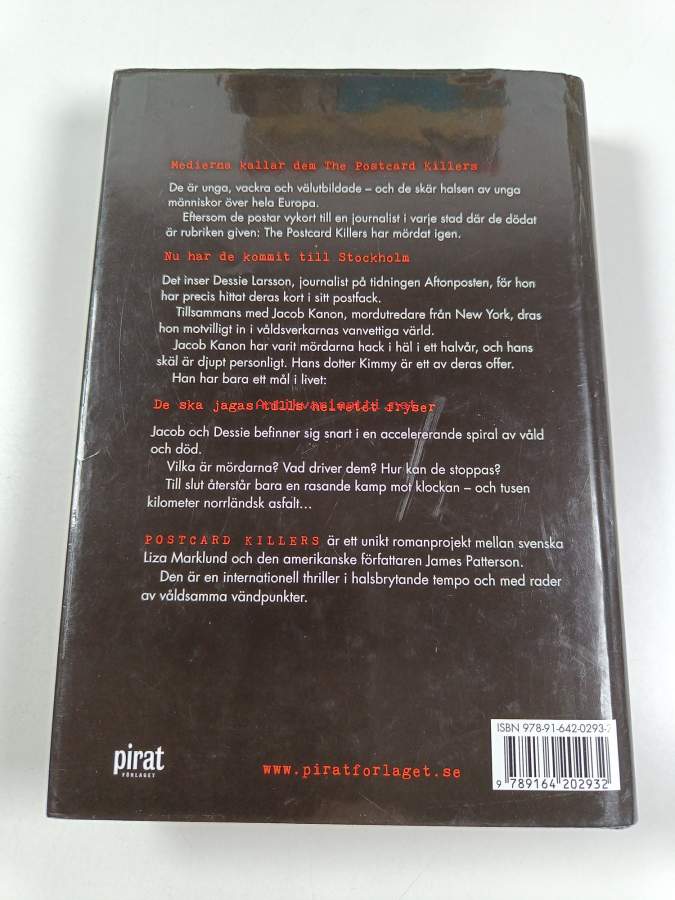 Medierna kallar dem The Postcard Killers
De är unga, vackra och välutbildade – och de skär halsen av unga
människor över hela Europa.
Eftersom de postar vykort till en journalist i varje stad där de dödat
är rubriken given: The Postcard Killers har mördat igen.
Nu har de kommit till Stockholm
Det inser Dessie Larsson, journalist på tidningen Aftonposten, för hon
har precis hittat deras kort i sitt postfack.
Tillsammans med Jacob Kanon, mordutredare från New York, dras
hon motvilligt in i våldsverkarnas vanvettiga värld.
Jacob Kanon har varit mördarna hack i häl i ett halvår, och hans
skäl är djupt personligt. Hans dotter Kimmy är ett av deras offer.
Han har bara ett mål i livet:
De ska jagas tills helvetet fryser
Jacob och Dessie befinner sig snart i en accelererande spiral av våld
och död.
Vilka är mördarna? Vad driver dem? Hur kan de stoppas?
Till slut återstår bara en rasande kamp mot klockan – och tusen
kilometer norrländsk asfalt...
POSTCARD KILLERS är ett unikt romanprojekt mellan svenska
Liza Marklund och den amerikanske författaren James Patterson.
Den är en internationell thriller i halsbrytande tempo och med rader
av våldsamma vändpunkter.
ISBN 978-91-642-0293-2
pirat
FÖRLAGET
www.piratforlaget.se
9 789164 202932